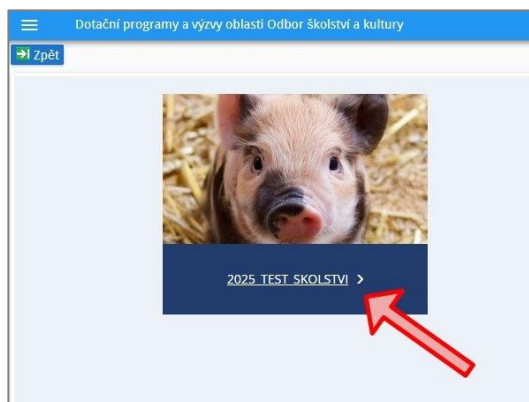 Dotační programy a výzvy oblasti Odbor školství a kultury
Zpět
2025_TEST_SKOLSTVI